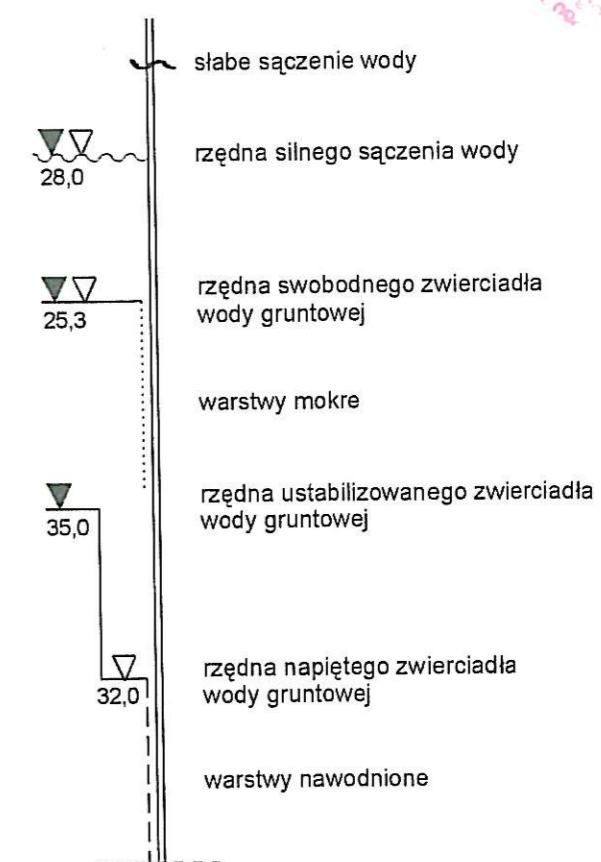 słabe sączenie wody
rzędna silnego sączenia wody
28,0
rzędna swobodnego zwierciadła
wody gruntowej
25,3
warstwy mokre
rzędna ustabilizowanego zwierciadła
wody gruntowej
35,0
rzędna napiętego zwierciadła
wody gruntowej
32,0
warstwy nawodnione